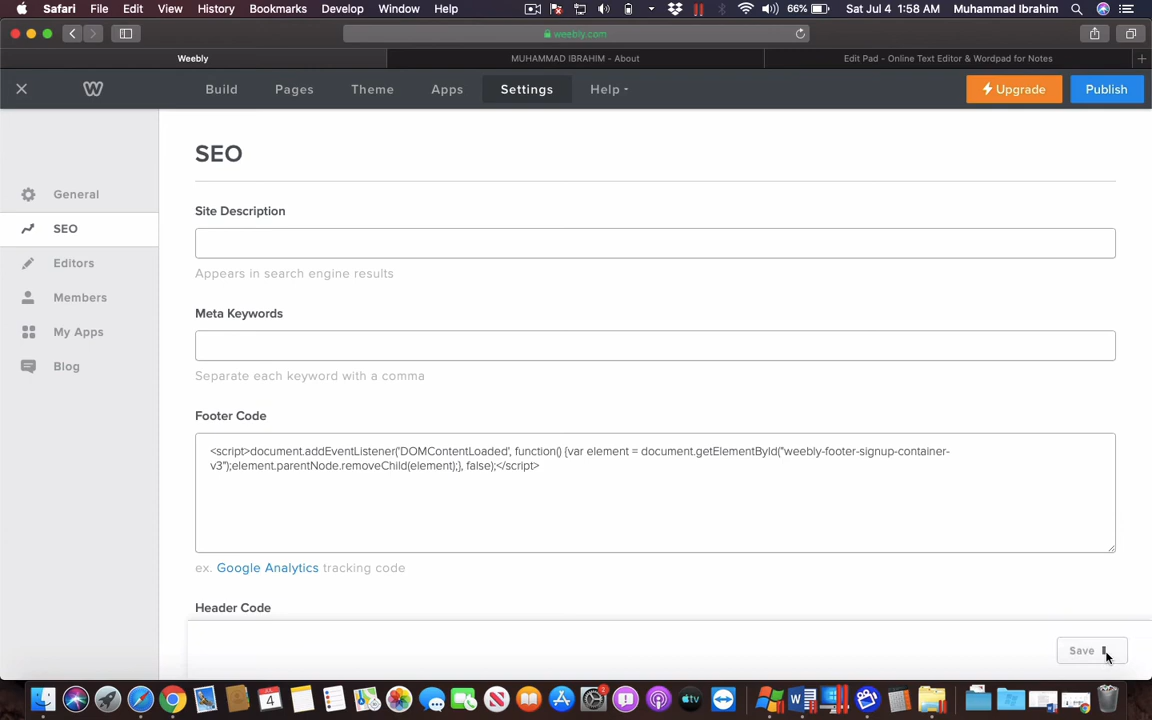 Safari File Edit View History Bookmarks Develop Window Help 66% Sat Jul 4 1:58 AM Muhammad Ibrahim
weebly.com
Weebly MUHAMMAD IBRAHIM - About Edit Pad - Online Text Editor & Wordpad for Notes
Build Pages Theme Apps Settings Help Upgrade Publish
SEO
General
SEO
Editors
Members
My Apps
Blog
Site Description
Appears in search engine results
Meta Keywords
Separate each keyword with a comma
Footer Code
<script>document.addEventListener('DOMContentLoaded', function() {var element = document.getElementById("weebly-footer-signup-container-
v3");element.parentNode.removeChild(element);}, false);</script>
ex. Google Analytics tracking code
Header Code
Save